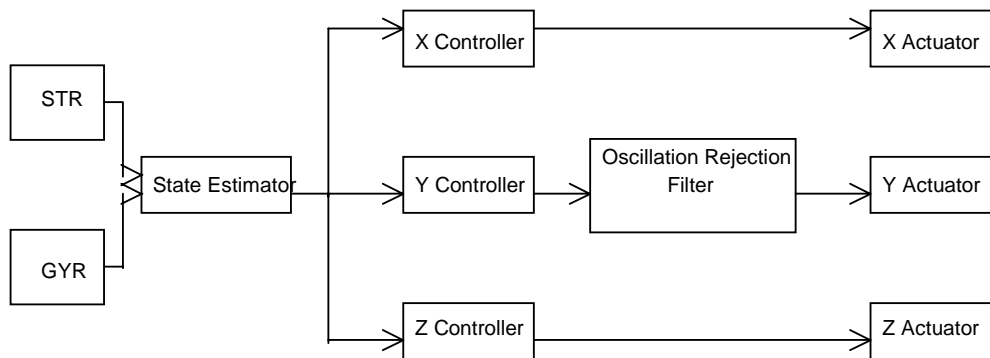 X Controller
X Actuator
STR
State Estimator
Y Controller
Oscillation Rejection
Filter
Y Actuator
GYR
Z Controller
Z Actuator